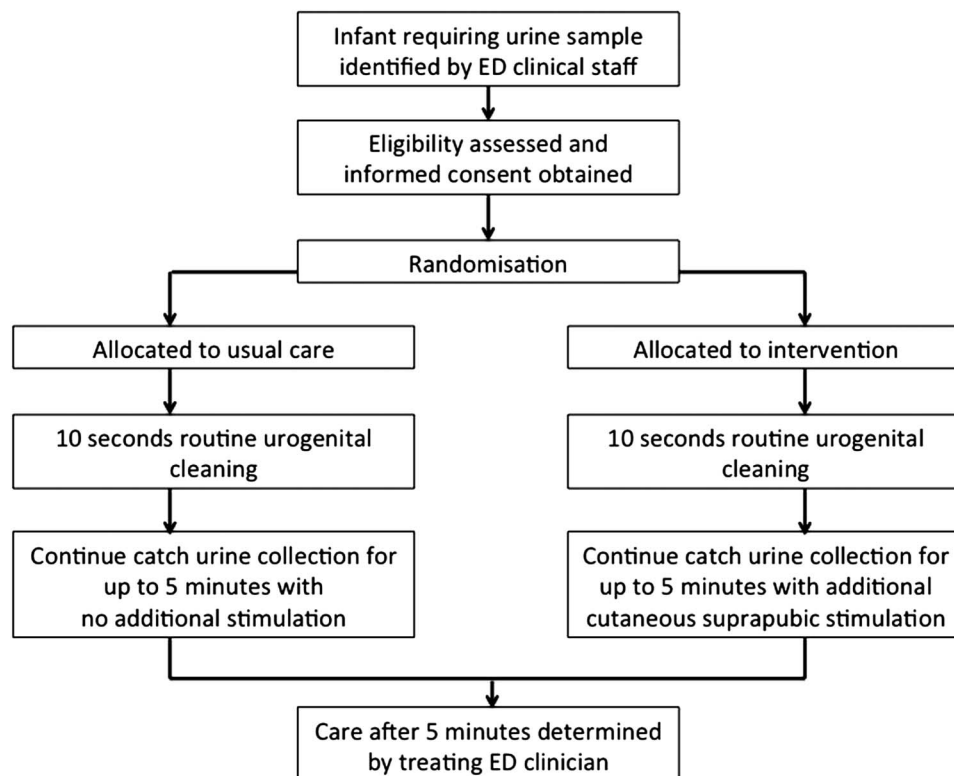 Infant requiring urine sample
identified by ED clinical staff
Eligibility assessed and
informed consent obtained
Randomisation
Allocated to usual care
Allocated to intervention
10 seconds routine urogenital
cleaning
10 seconds routine urogenital
cleaning
Continue catch urine collection for
up to 5 minutes with
no additional stimulation
Continue catch urine collection for
up to 5 minutes with additional
cutaneous suprapubic stimulation
Care after 5 minutes determined
by treating ED clinician